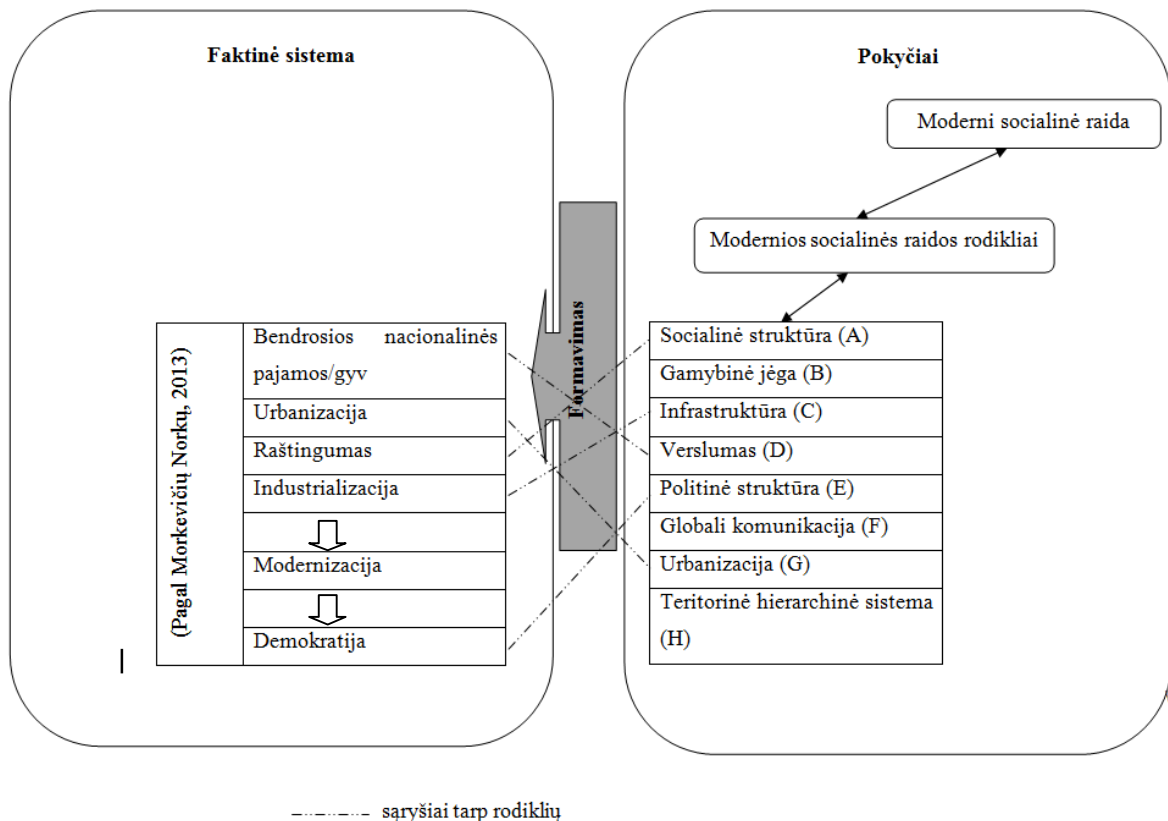 Faktinė sistema
(Pagal Morkevičių Norkų, 2013)
Bendrosios nacionalinės
pajamos/gyv
Urbanizacija
Raštingumas
Industrializacija
Modernizacija
Demokratija
Formavimas
Pokyčiai
Moderni socialinė raida
Modernios socialinės raidos rodikliai
Socialinė struktūra (A)
Gamybinė jėga (B)
Infrastruktūra (C)
Verslumas (D)
Politinė struktūra (E)
Globali komunikacija (F)
Urbanizacija (G)
Teritorinė hierarchinė sistema
(H)
sąryšiai tarp rodiklių